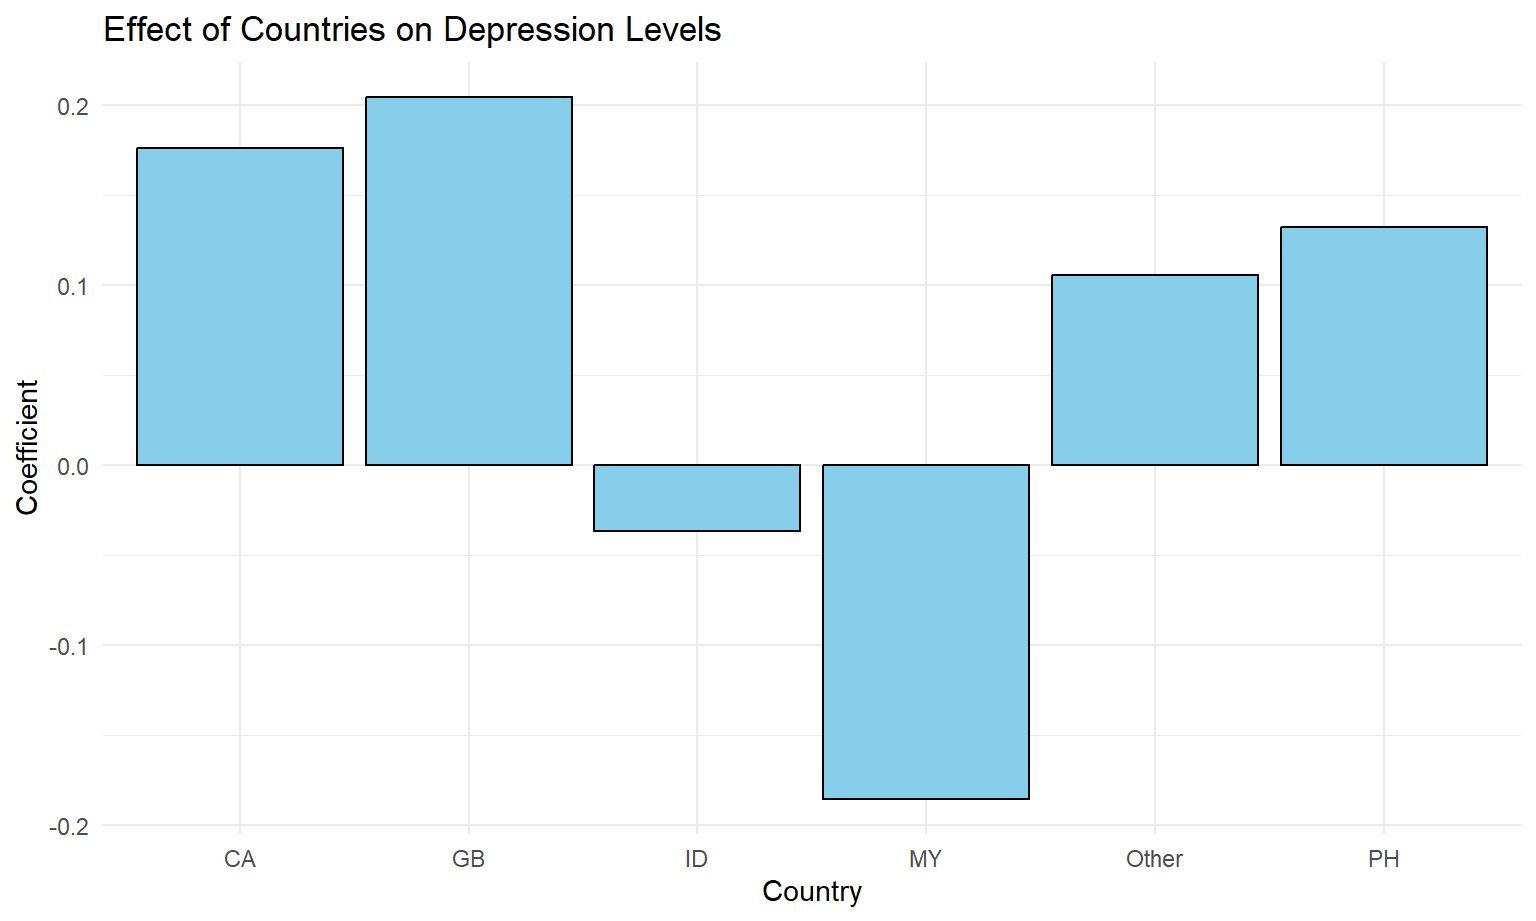 Effect of Countries on Depression Levels
Coefficient
0.2
0.1
0.0
-0.1
-0.2
CA GB ID MY Other PH
Country